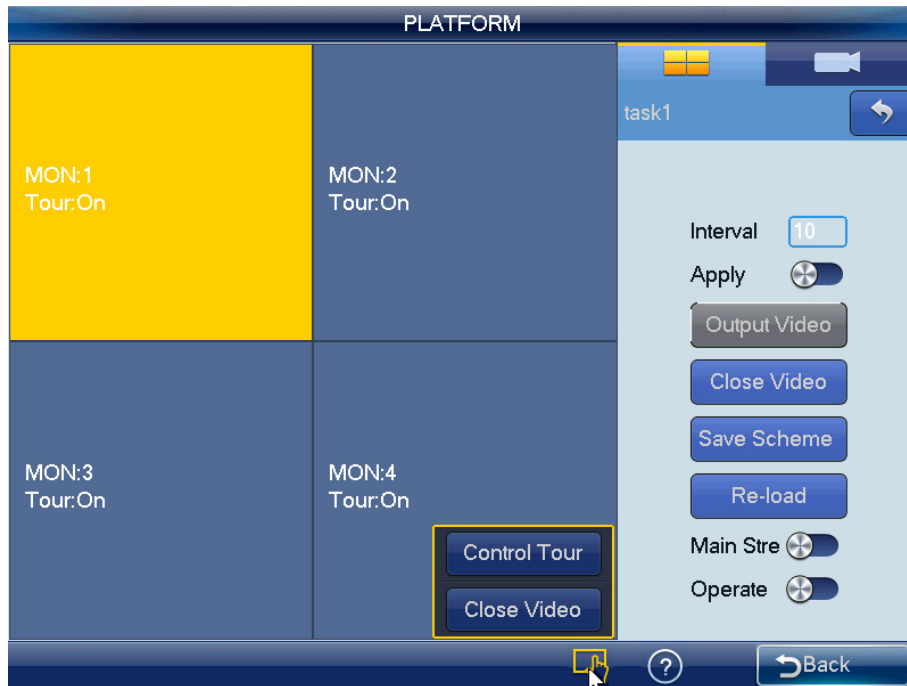 PLATFORM
MON:1
Tour:On
MON:2
Tour:On
MON:3
Tour:On
MON:4
Tour:On
Control Tour
Close Video
task1
Interval 10
Apply
Output Video
Close Video
Save Scheme
Re-load
Main Stre
Operate
?
Back